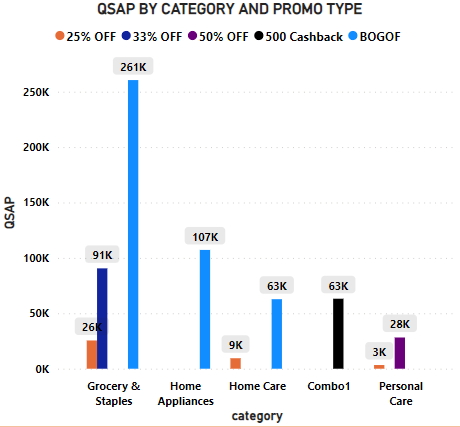 QSAP BY CATEGORY AND PROMO TYPE
25% OFF 33% OFF 50% OFF 500 Cashback BOGOF
261K
250K
200K
150K
107K
100K
91K
63K
63K
50K
26K
28K
9K
3K
0K
QSAP
Grocery & Staples
Home Appliances
Home Care
Combo1
Personal Care
category